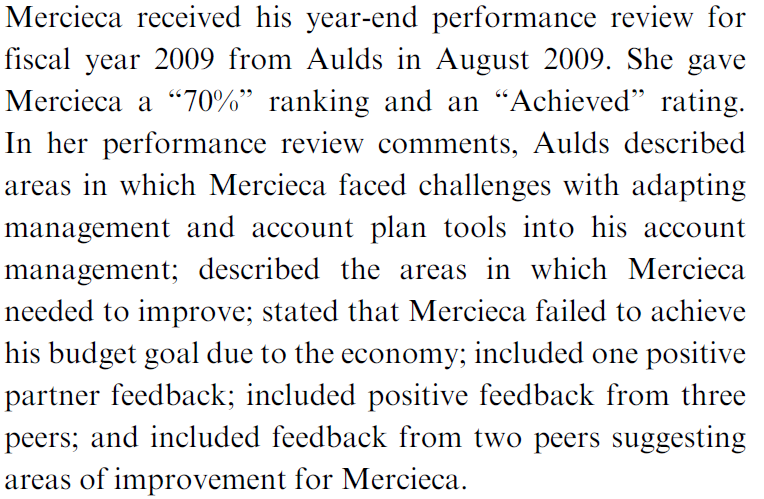 Mercieca received his year-end performance review for
fiscal year 2009 from Aulds in August 2009. She gave
Mercieca a “70%” ranking and an “Achieved” rating.
In her performance review comments, Aulds described
areas in which Mercieca faced challenges with adapting
management and account plan tools into his account
management; described the areas in which Mercieca
needed to improve; stated that Mercieca failed to achieve
his budget goal due to the economy; included one positive
partner feedback; included positive feedback from three
peers; and included feedback from two peers suggesting
areas of improvement for Mercieca.